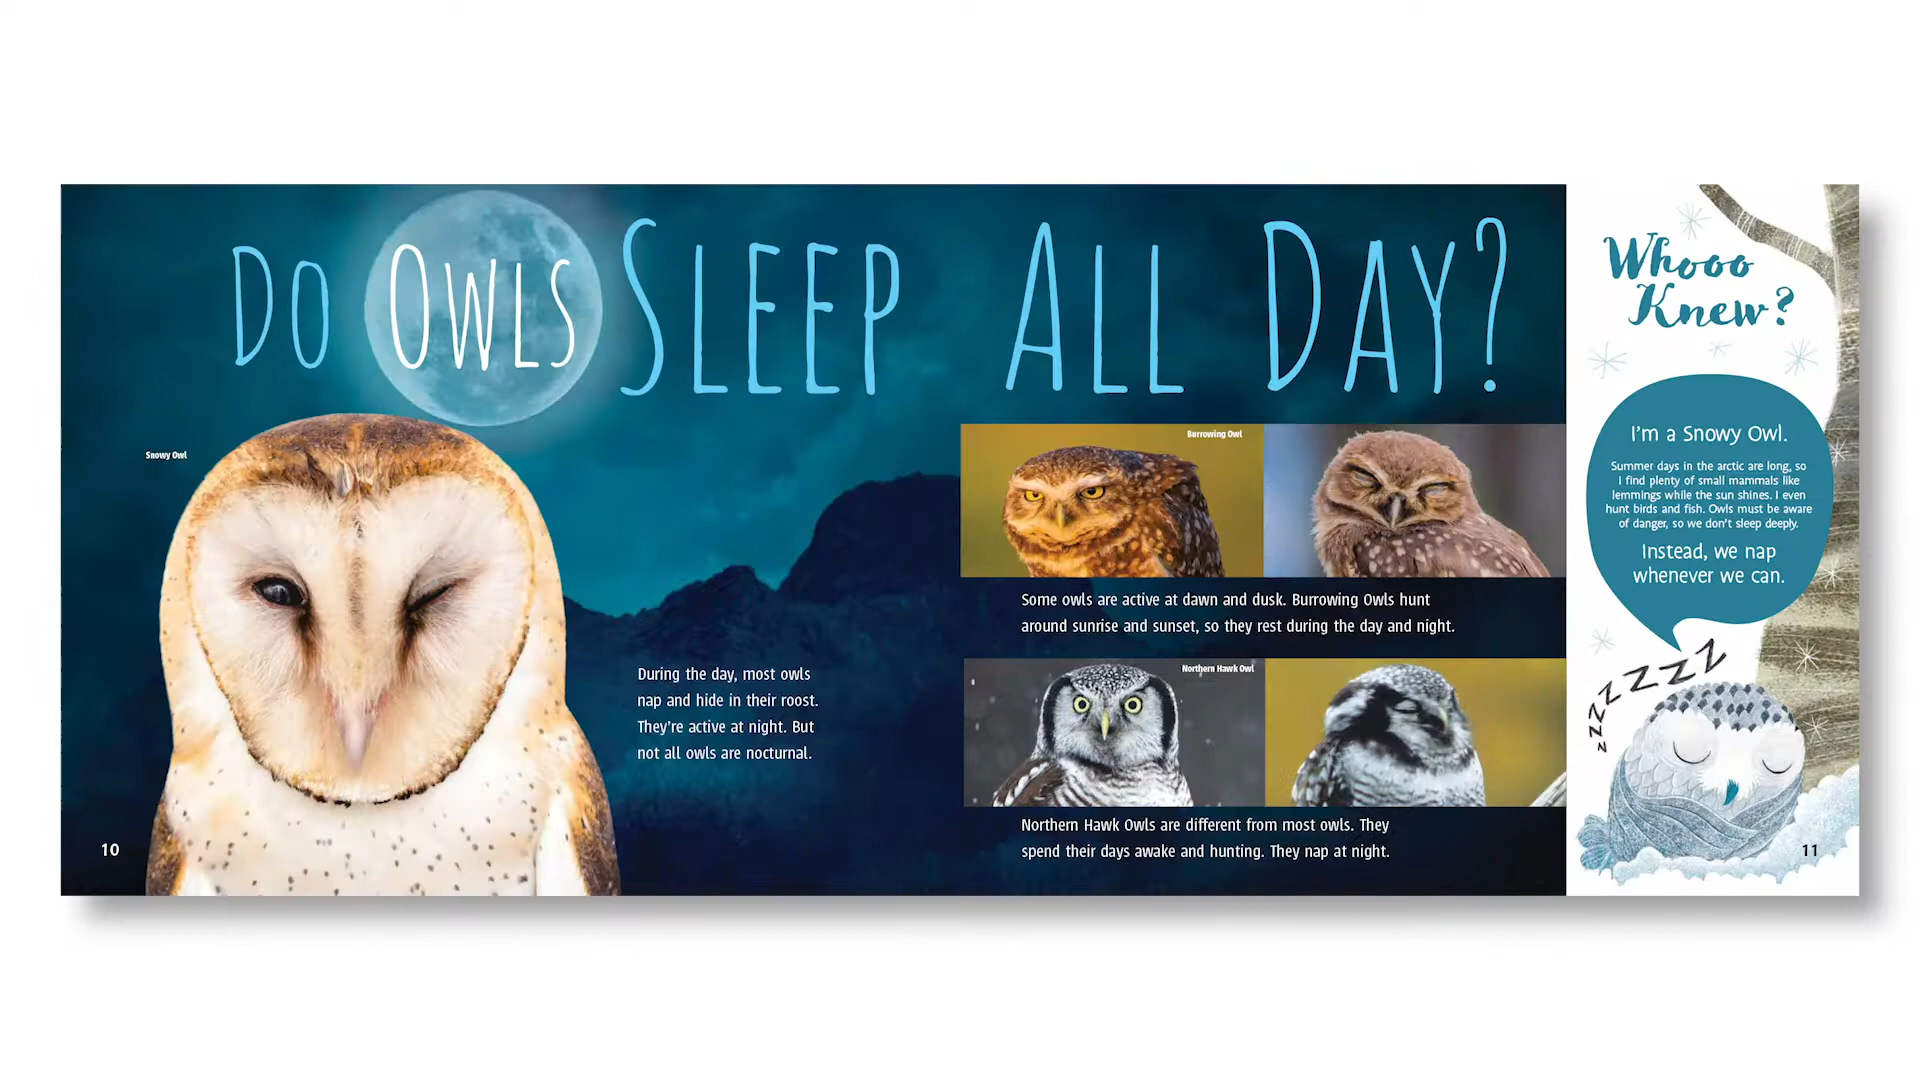 Do Owls Sleep All Day?
Snowy Owl
During the day, most owls
nap and hide in their roost.
They're active at night. But
not all owls are nocturnal.
10
Burrowing Owl
Some owls are active at dawn and dusk. Burrowing Owls hunt
around sunrise and sunset, so they rest during the day and night.
Northern Hawk Owl
Northern Hawk Owls are different from most owls. They
spend their days awake and hunting. They nap at night.
Whooo
Knew?
I'm a Snowy Owl.
Summer days in the arctic are long, so
I find plenty of small mammals like
lemmings while the sun shines. I even
hunt birds and fish. Owls must be aware
of danger, so we don't sleep deeply.
Instead, we nap
whenever we can.
zzzzzzzz
11